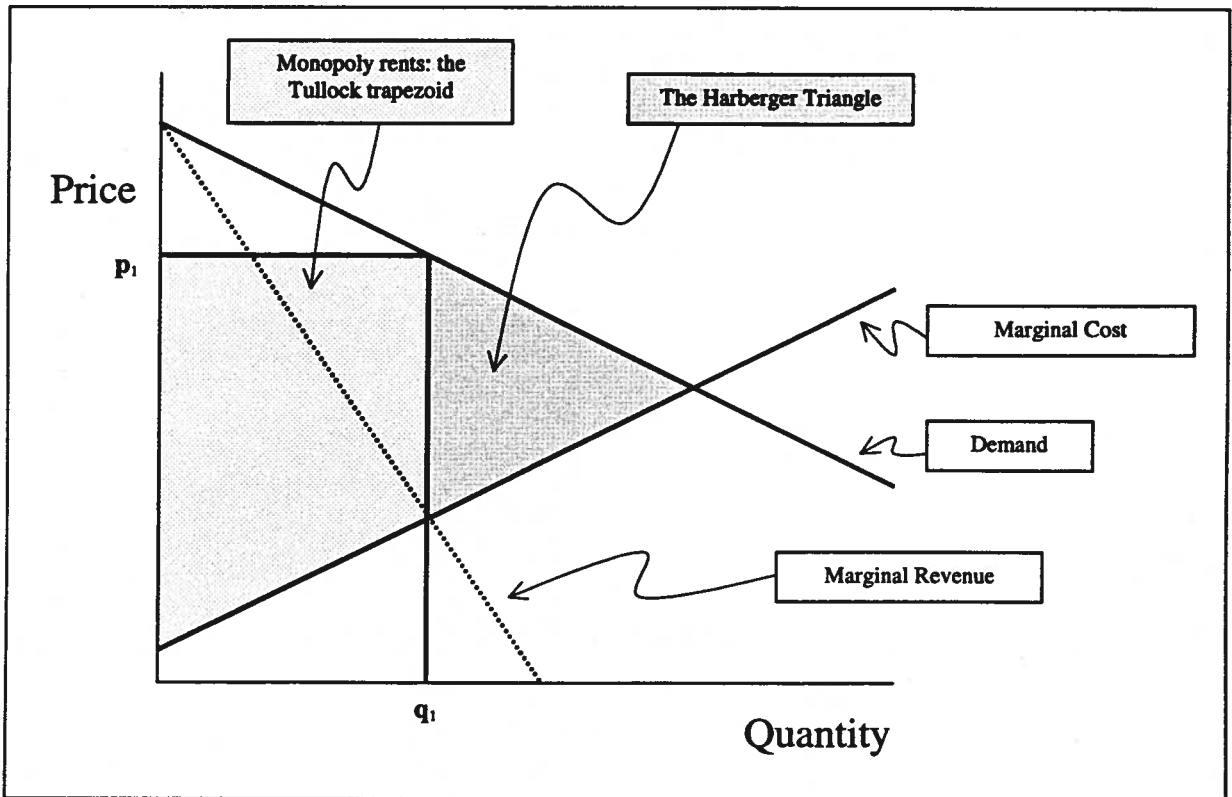 Monopoly rents: the
Tullock trapezoid
The Harberger Triangle
Price
p₁
Marginal Cost
Demand
Marginal Revenue
q₁
Quantity